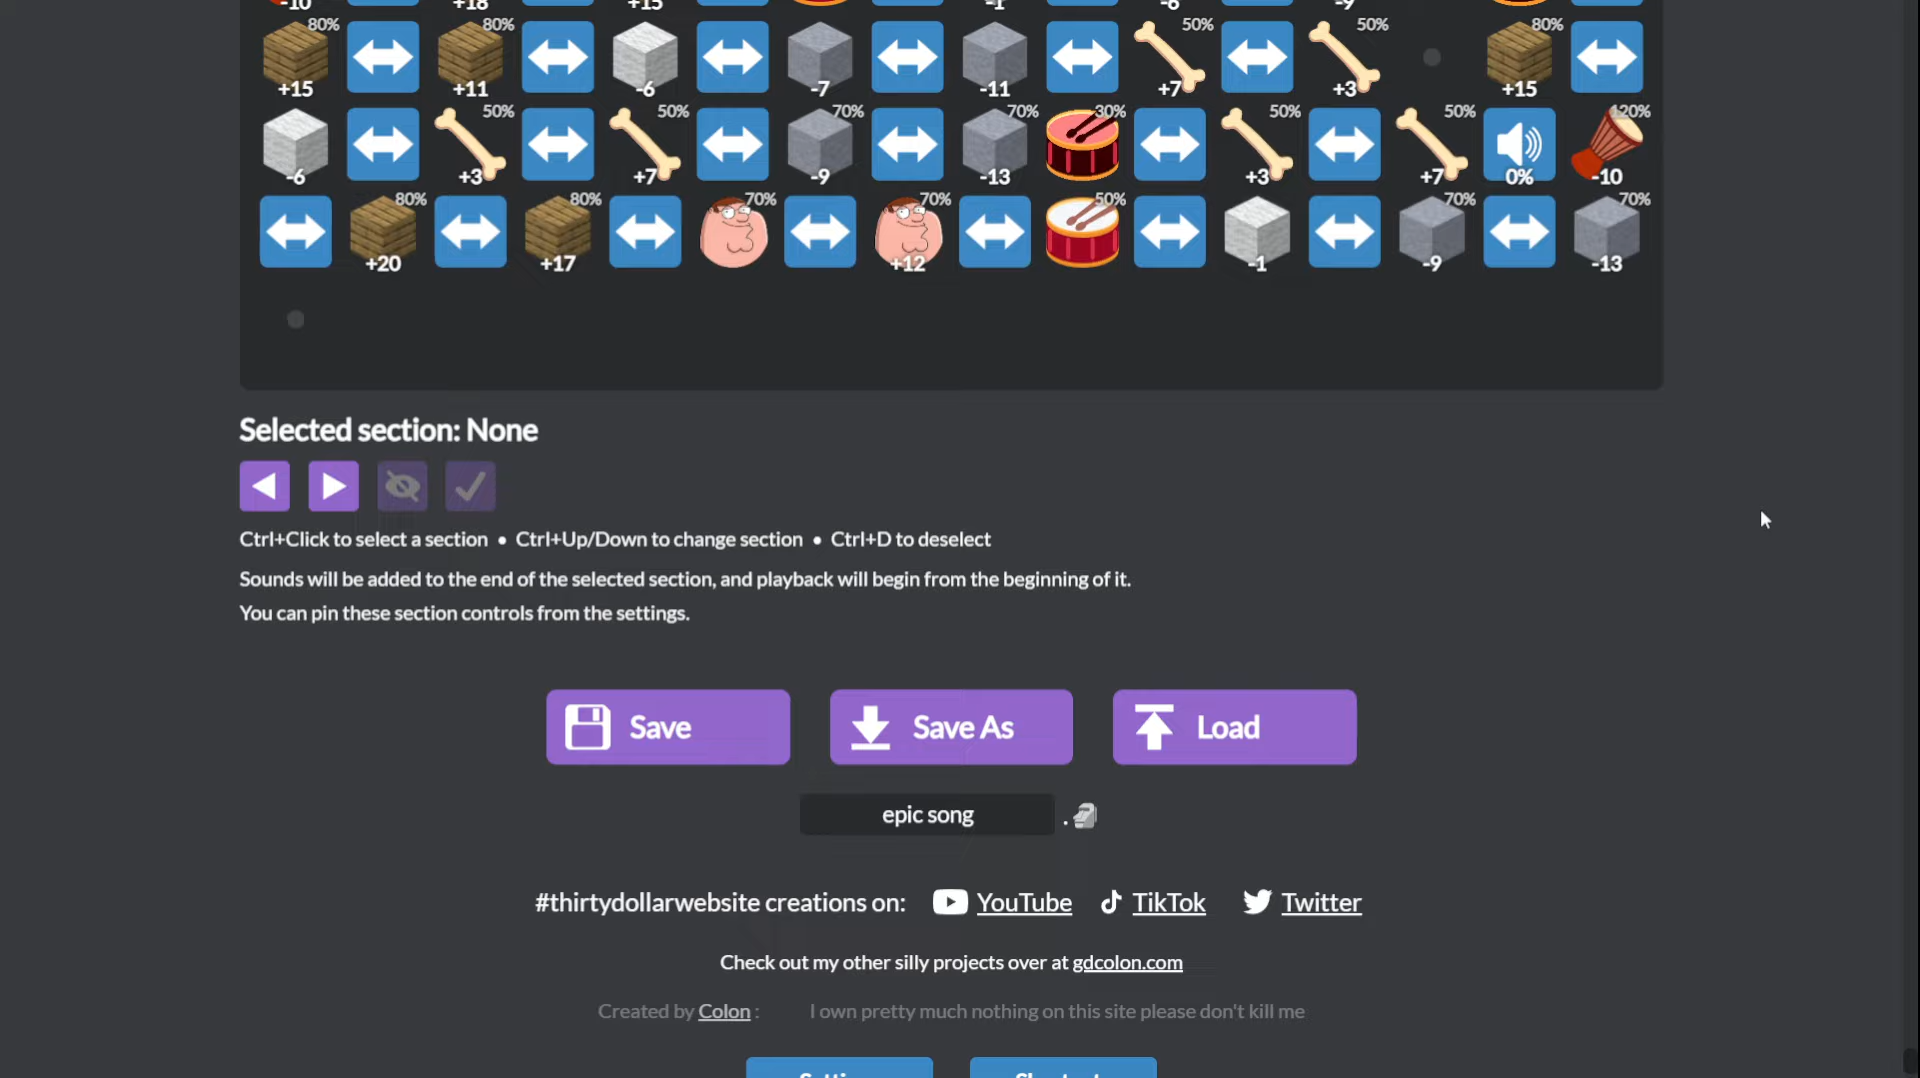 -10 +18 +15 -1 -6 -9
80% 80% 50% 50% 80%
+15 +11 -6 -7 -11 +7 +3 +15
50% 50% 70% 70% 30% 50% 50% 120%
-6 +3 +7 -9 -13 +3 +7 0% -10
80% 80% 70% 70% 50% 70% 70%
+20 +17 +12 -1 -9 -13
Selected section: None
Ctrl+Click to select a section • Ctrl+Up/Down to change section • Ctrl+D to deselect
Sounds will be added to the end of the selected section, and playback will begin from the beginning of it.
You can pin these section controls from the settings.
Save Save As Load
epic song .
#thirtydollarwebsite creations on: YouTube TikTok Twitter
Check out my other silly projects over at gdcolon.com
Created by Colon : I own pretty much nothing on this site please don't kill me